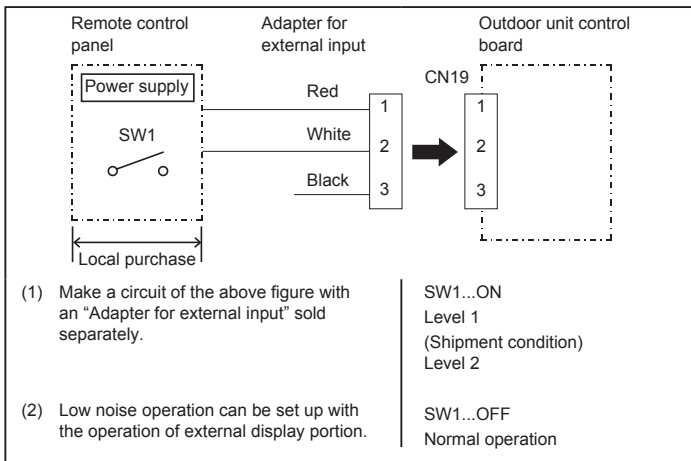 Remote control
panel
Adapter for
external input
Outdoor unit control
board
CN19
Power supply
Red
1
1
SW1
White
2
2
Black
3
3
Local purchase
(1) Make a circuit of the above figure with
an “Adapter for external input” sold
separately.
SW1...ON
Level 1
(Shipment condition)
Level 2
(2) Low noise operation can be set up with
the operation of external display portion.
SW1...OFF
Normal operation